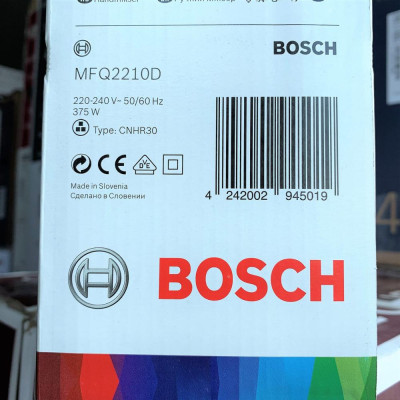 BOSCH
MFQ2210D
220-240 V~ 50/60 Hz
375 W
Type: CNHR30
CE
Made in Slovenia
Сделано в Словении
4 242002 945019
BOSCH